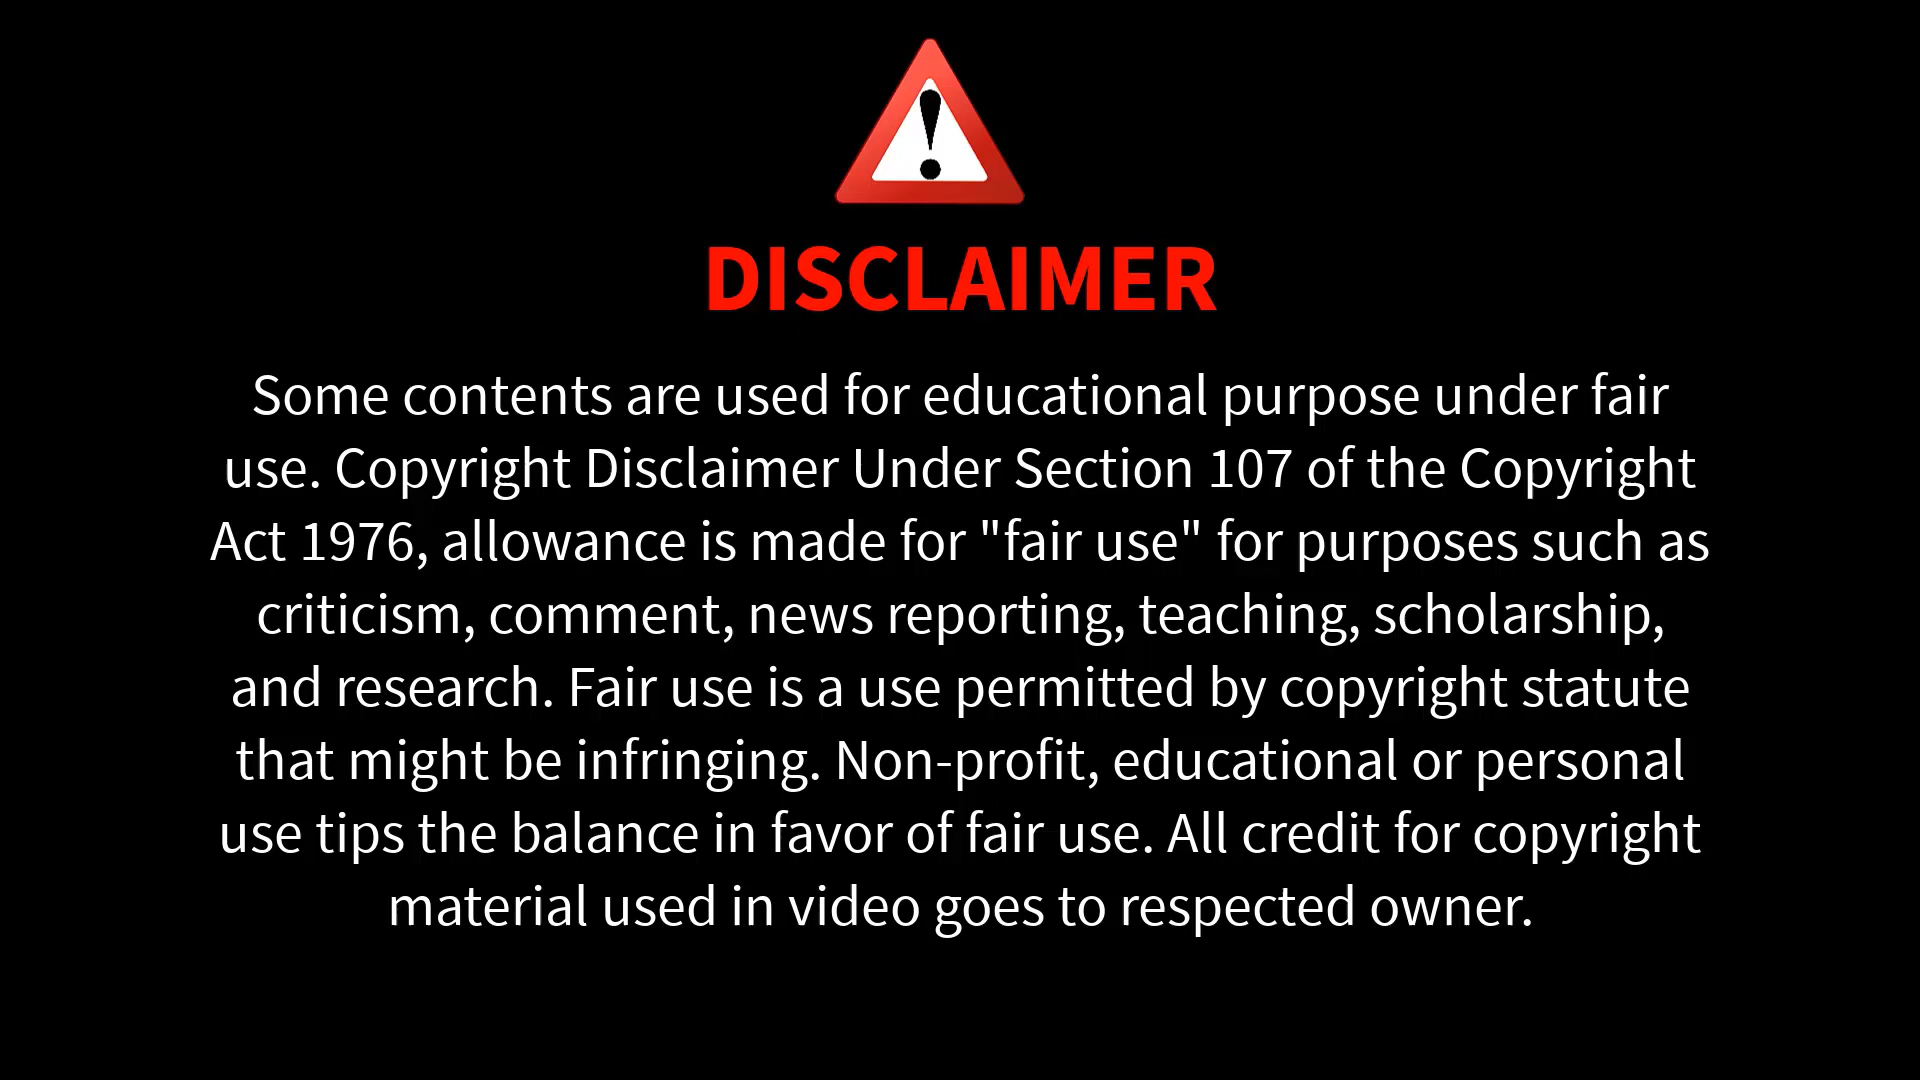 DISCLAIMER
Some contents are used for educational purpose under fair
use. Copyright Disclaimer Under Section 107 of the Copyright
Act 1976, allowance is made for "fair use" for purposes such as
criticism, comment, news reporting, teaching, scholarship,
and research. Fair use is a use permitted by copyright statute
that might be infringing. Non-profit, educational or personal
use tips the balance in favor of fair use. All credit for copyright
material used in video goes to respected owner.